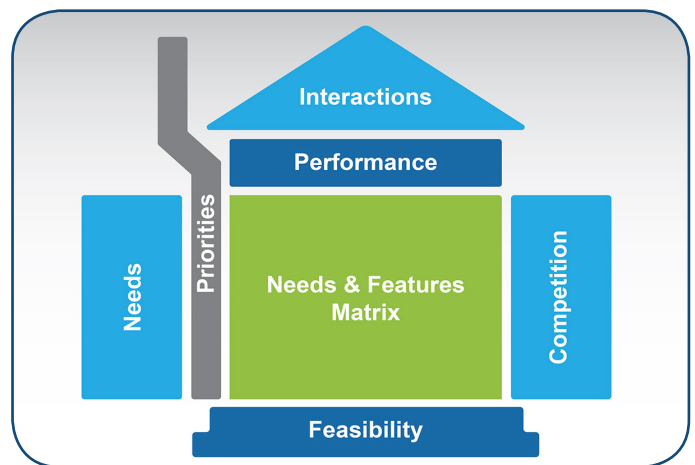 Interactions
Performance
Needs
Priorities
Needs & Features
Matrix
Competition
Feasibility